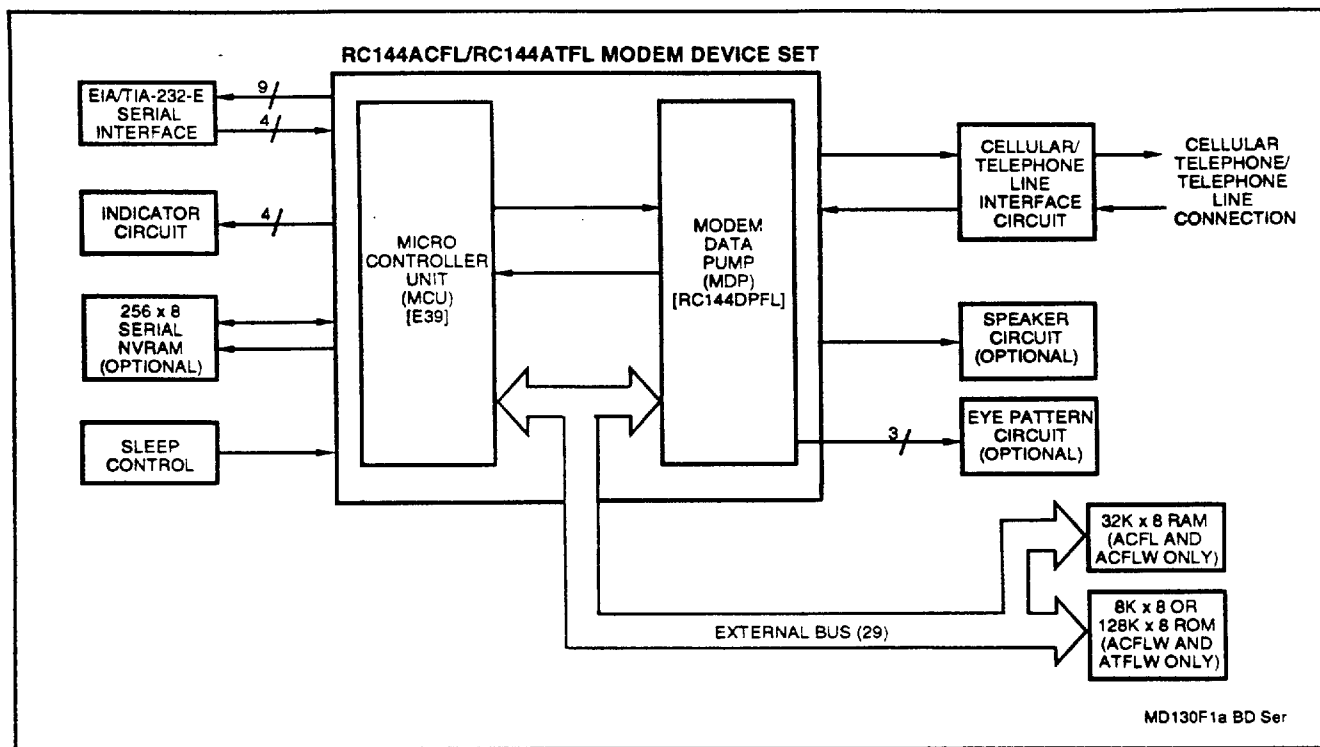 RC144ACFL/RC144ATFL MODEM DEVICE SET
EIA/TIA-232-E
SERIAL
INTERFACE
9
4
INDICATOR
CIRCUIT
4
256 x 8
SERIAL
NVRAM
(OPTIONAL)
SLEEP
CONTROL
MICRO
CONTROLLER
UNIT
(MCU)
[E39]
MODEM
DATA
PUMP
(MDP)
[RC144DPFL]
CELLULAR/
TELEPHONE
LINE
INTERFACE
CIRCUIT
CELLULAR
TELEPHONE/
TELEPHONE
LINE
CONNECTION
SPEAKER
CIRCUIT
(OPTIONAL)
3
EYE PATTERN
CIRCUIT
(OPTIONAL)
32K x 8 RAM
(ACFL AND
ACFLW ONLY)
8K x 8 OR
128K x 8 ROM
(ACFLW AND
ATFLW ONLY)
EXTERNAL BUS (29)
MD130F1a BD Ser